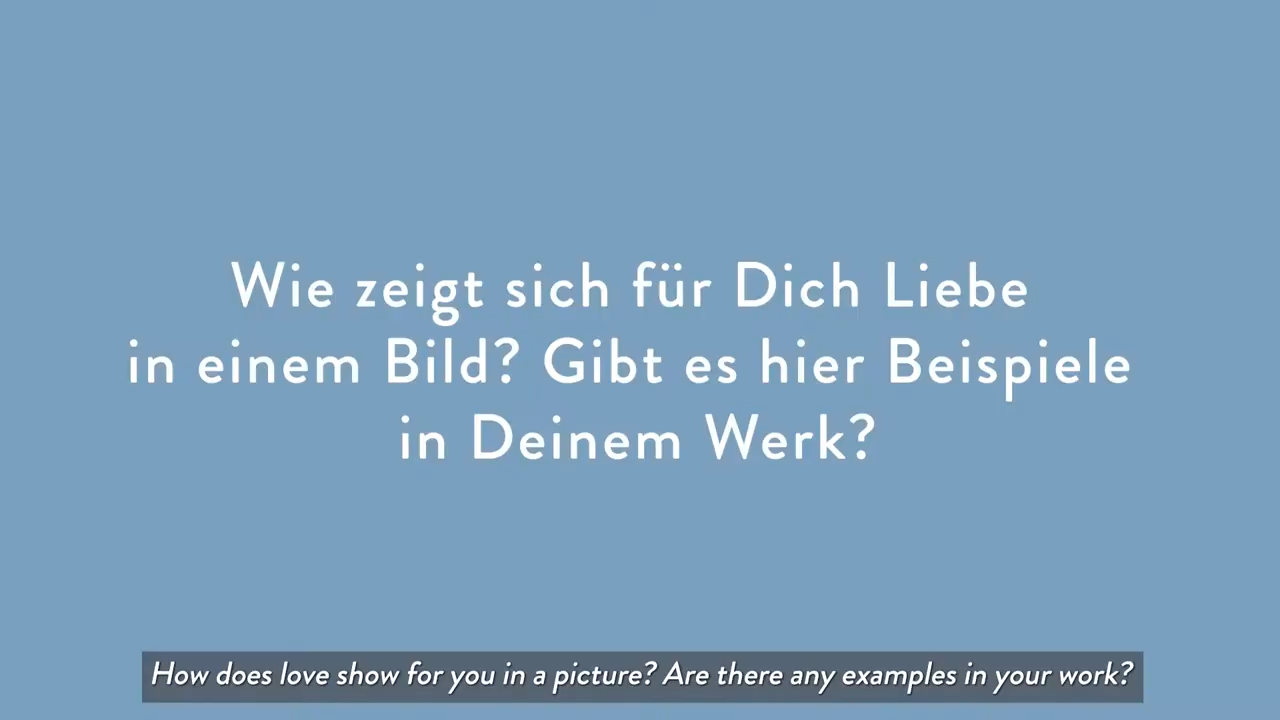 Wie zeigt sich für Dich Liebe
in einem Bild? Gibt es hier Beispiele
in Deinem Werk?
How does love show for you in a picture? Are there any examples in your work?